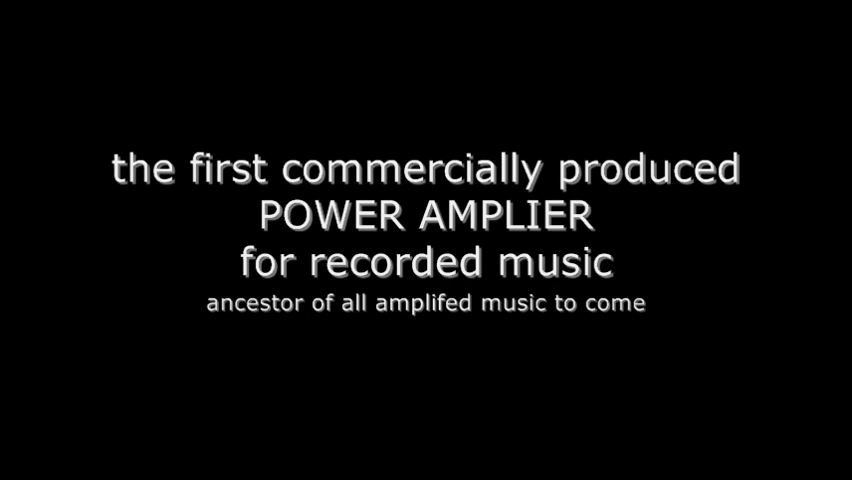 the first commercially produced
POWER AMPLIER
for recorded music
ancestor of all amplifed music to come